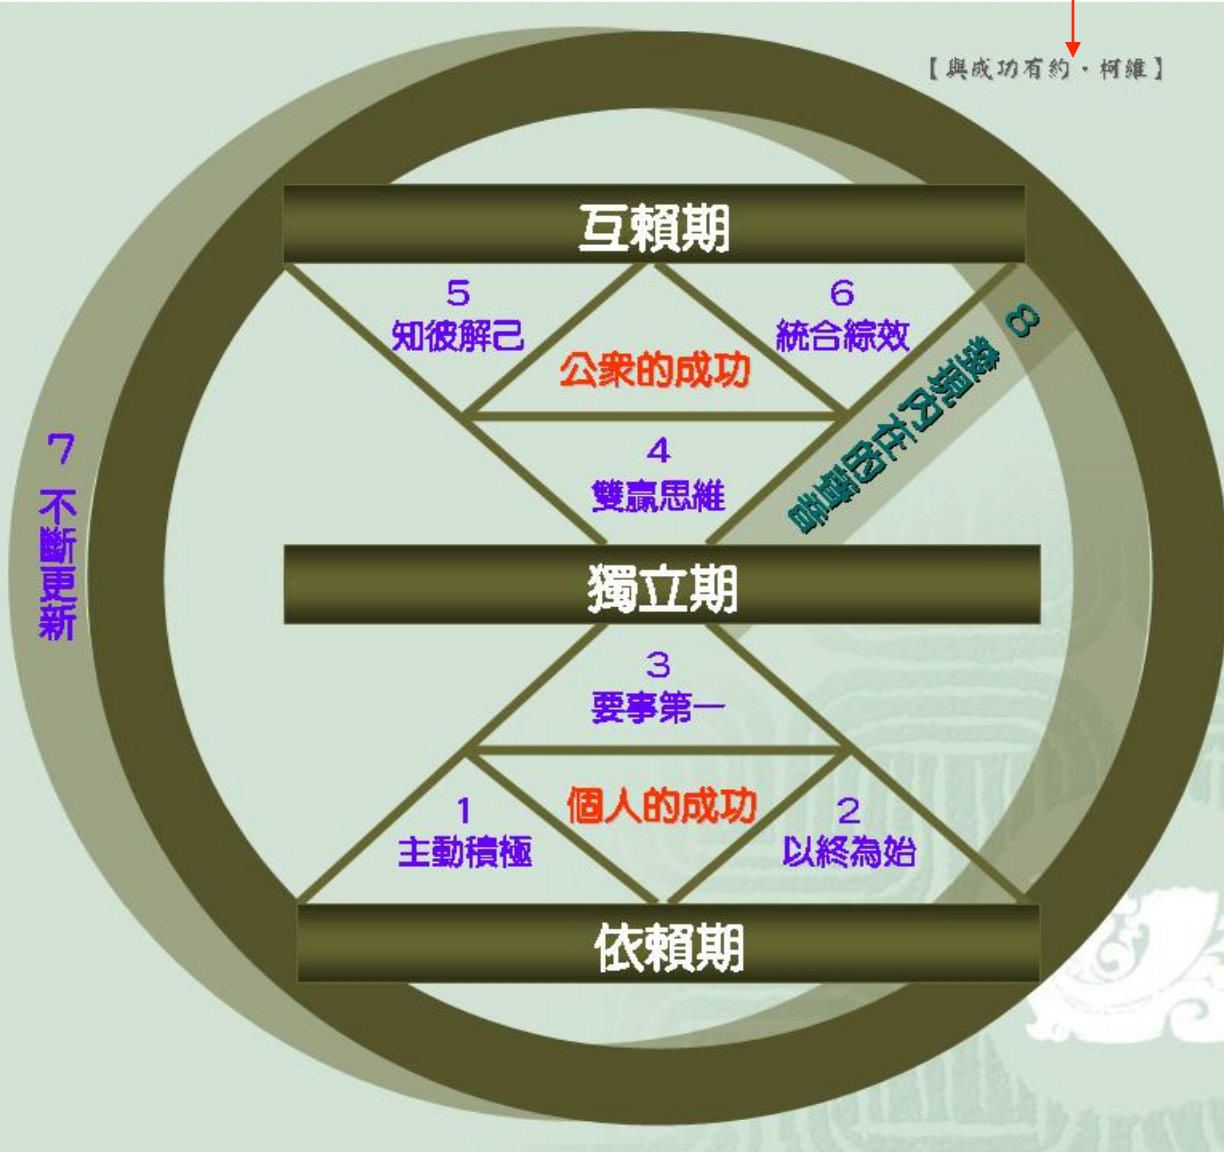 【與成功有約·柯維】
互賴期
5
知彼解己
6
統合綜效
公衆的成功
8 發現內在的聲音
4
雙贏思維
7 不斷更新
獨立期
3
要事第一
個人的成功
1
主動積極
2
以終為始
依賴期